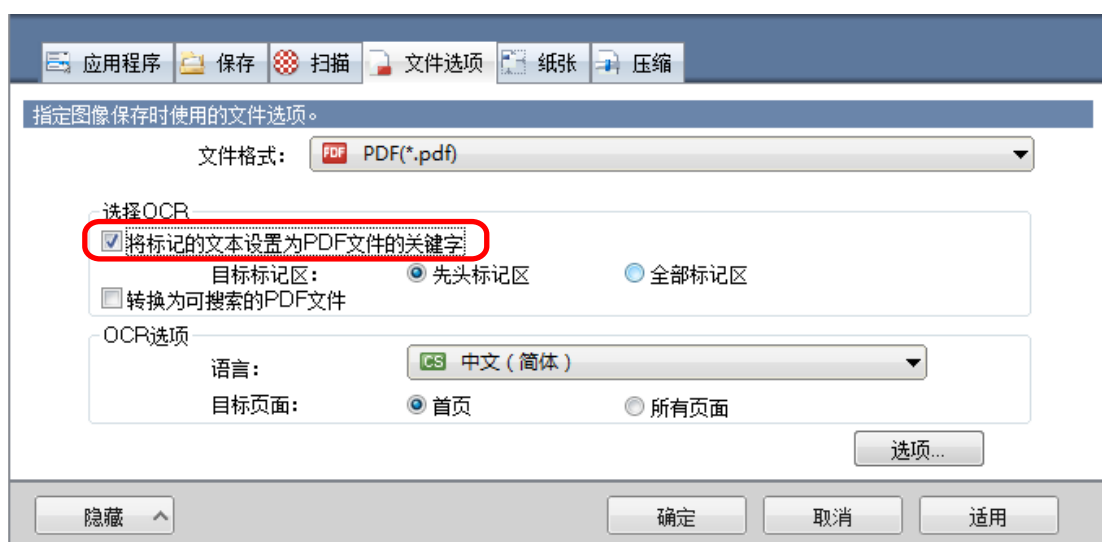 应用程序 保存 扫描 文件选项 纸张 压缩
指定图像保存时使用的文件选项。
文件格式: PDF PDF(*.pdf)
选择OCR
将标记的文本设置为PDF文件的关键字
目标标记区: 先头标记区 全部标记区
转换为可搜索的PDF文件
OCR选项
语言: CS 中文(简体)
目标页面: 首页 所有页面
选项...
隐藏 确定 取消 适用